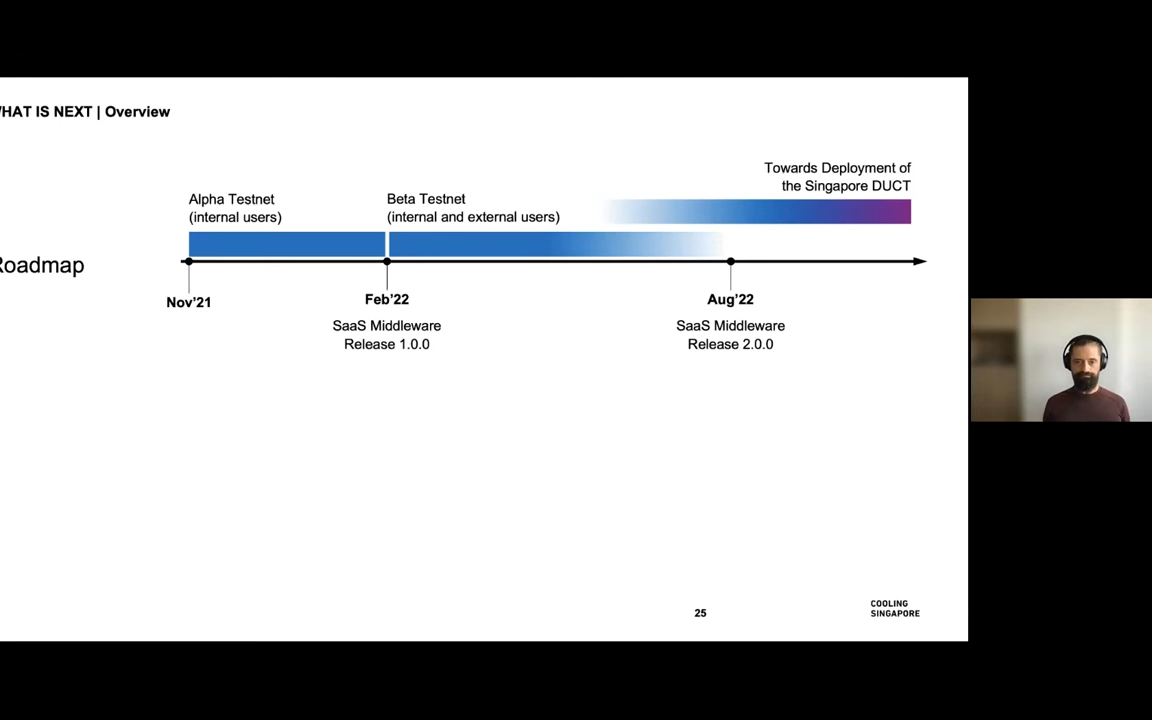 HAT IS NEXT | Overview
Towards Deployment of
the Singapore DUCT
Alpha Testnet
(internal users)
Beta Testnet
(internal and external users)
Roadmap
Nov'21
Feb'22
Aug'22
SaaS Middleware
Release 1.0.0
SaaS Middleware
Release 2.0.0
25
COOLING
SINGAPORE